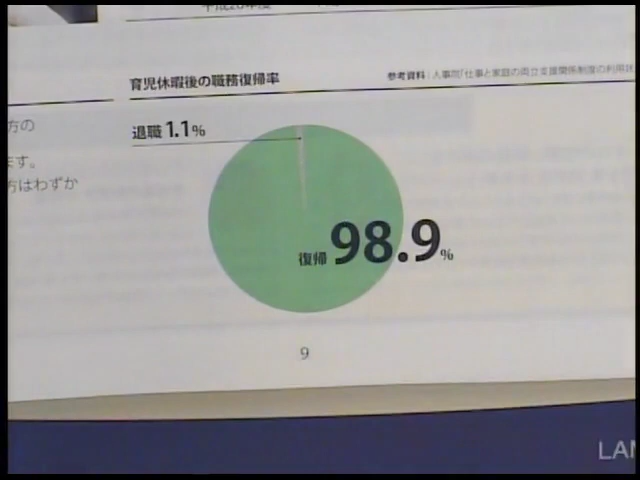 育児休暇後の職務復帰率
参考資料：人事院「仕事と家庭の両立支援関係制度の利用状
方の
退職 1.1%
ます。
方はわずか
復帰 98.9%
9
LAN